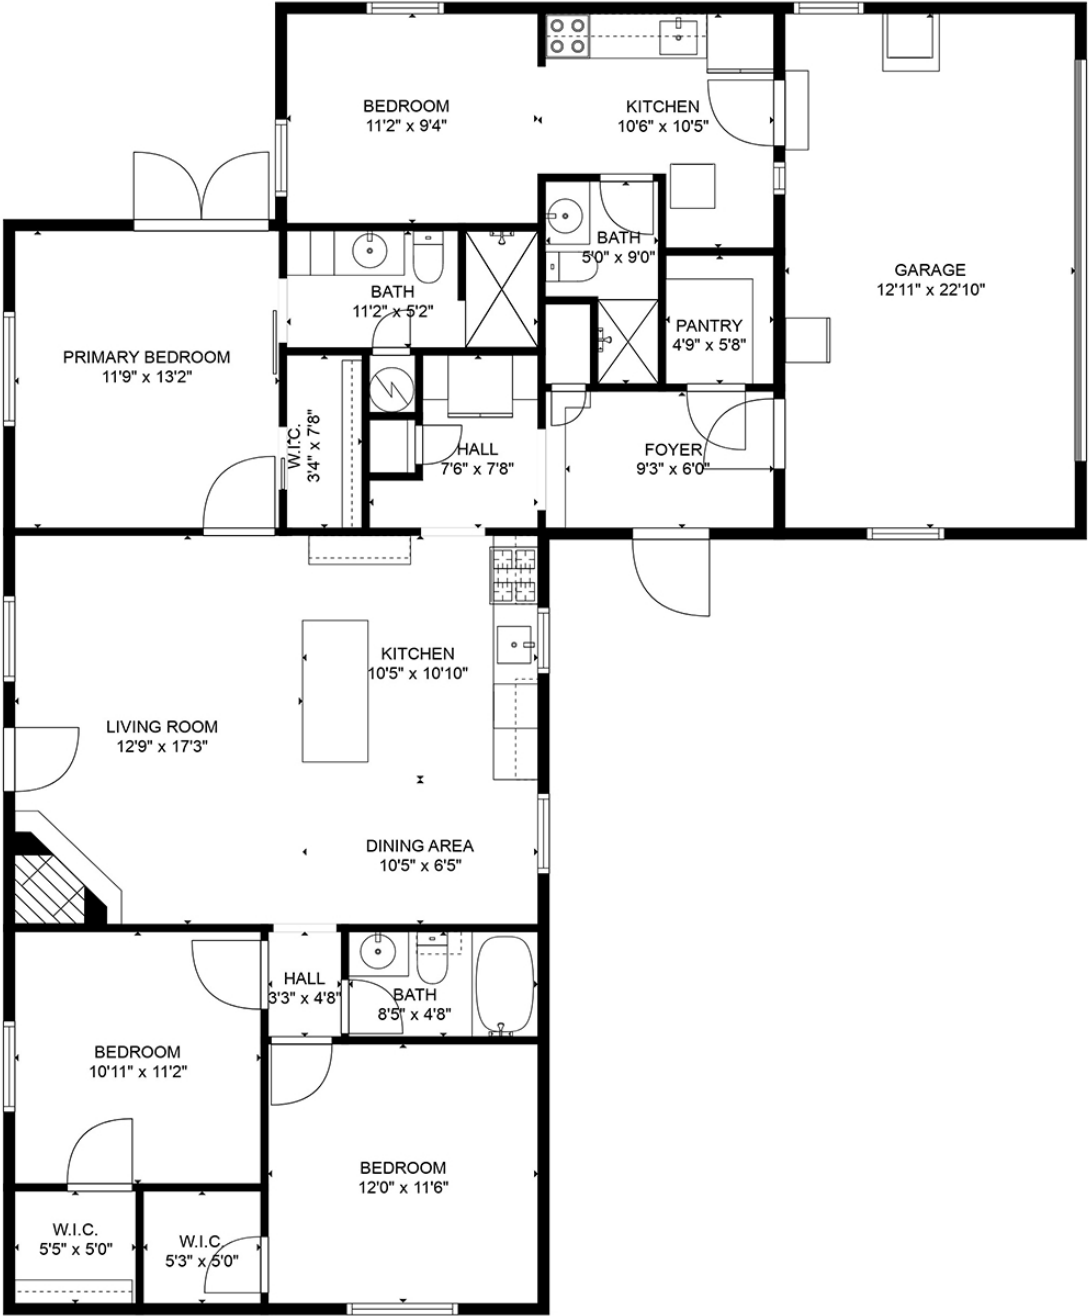 BEDROOM
11'2" x 9'4"
KITCHEN
10'6" x 10'5"
BATH
5'0" x 9'0"
GARAGE
12'11" x 22'10"
BATH
11'2" x 5'2"
PANTRY
4'9" x 5'8"
PRIMARY BEDROOM
11'9" x 13'2"
W.I.C.
3'4" x 7'8"
HALL
7'6" x 7'8"
FOYER
9'3" x 6'0"
KITCHEN
10'5" x 10'10"
LIVING ROOM
12'9" x 17'3"
DINING AREA
10'5" x 6'5"
HALL
3'3" x 4'8"
BATH
8'5" x 4'8"
BEDROOM
10'11" x 11'2"
BEDROOM
12'0" x 11'6"
W.I.C.
5'5" x 5'0"
W.I.C.
5'3" x 5'0"